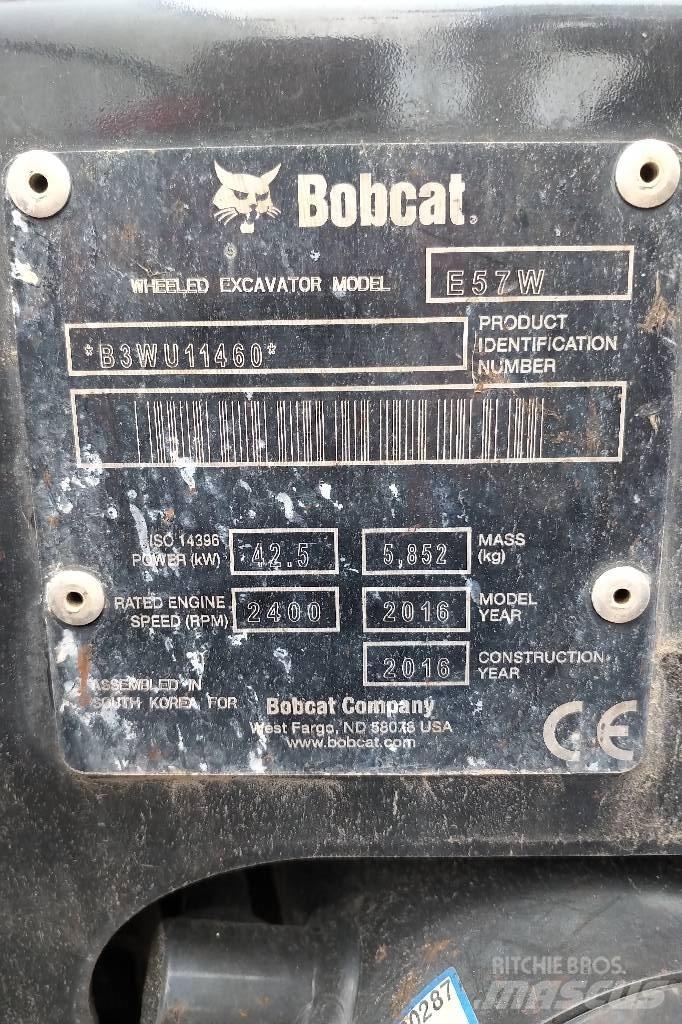 Bobcat
WHEELED EXCAVATOR MODEL E57W
*B3WU11460* PRODUCT IDENTIFICATION NUMBER
ISO 14396 POWER (kW) 42.5 5,852 MASS (kg)
RATED ENGINE SPEED (RPM) 2400 2016 MODEL YEAR
2016 CONSTRUCTION YEAR
ASSEMBLED IN SOUTH KOREA FOR
Bobcat Company
West Fargo, ND 58078 USA
www.bobcat.com
CE
0287
RITCHIE BROS.
MASCUS